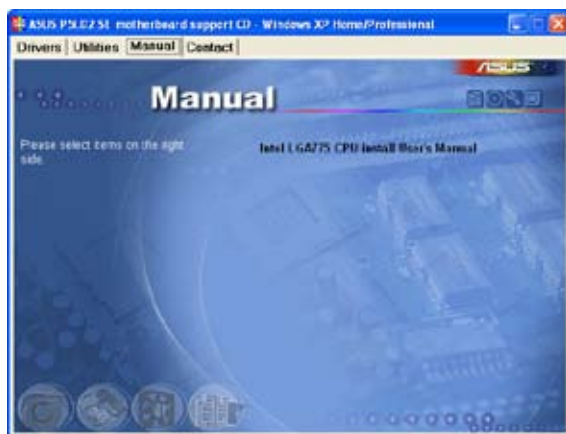 ASUS P5LD2 SE motherboard support CD - Windows XP Home/Professional
Drivers Utilities Manual Contact
ASUS
Manual
Please select items on the right
side.
Intel LGA775 CPU Install User's Manual